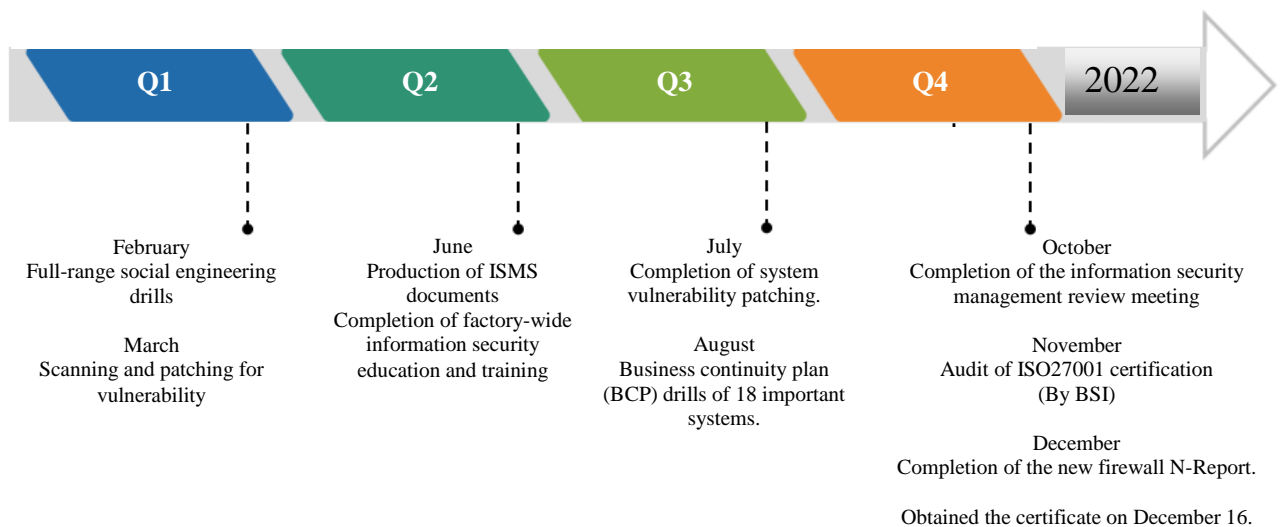 Q1
Q2
Q3
Q4
2022
February
Full-range social engineering
drills
March
Scanning and patching for
vulnerability
June
Production of ISMS
documents
Completion of factory-wide
information security
education and training
July
Completion of system
vulnerability patching.
August
Business continuity plan
(BCP) drills of 18 important
systems.
October
Completion of the information security
management review meeting
November
Audit of ISO27001 certification
(By BSI)
December
Completion of the new firewall N-Report.
Obtained the certificate on December 16.